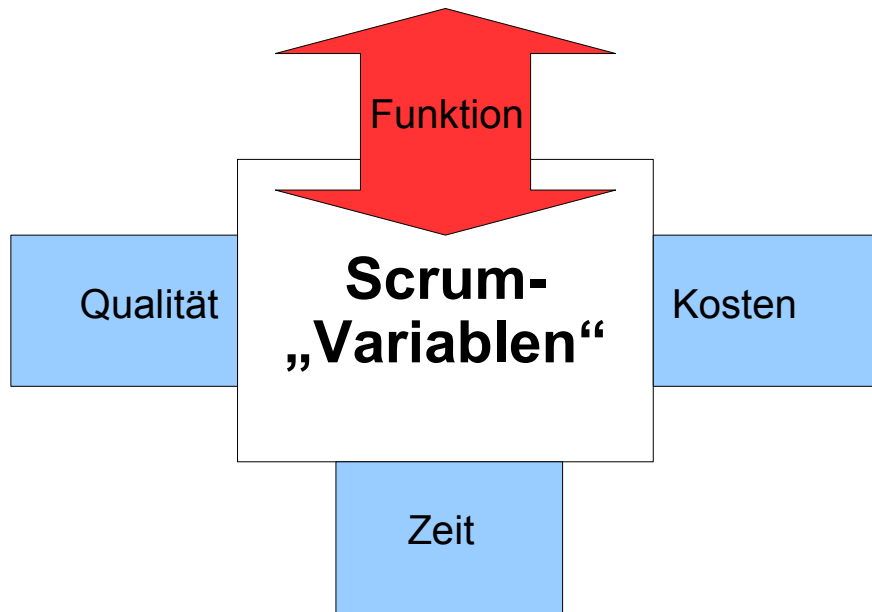 Funktion
Qualität
Scrum-
„Variablen“
Kosten
Zeit